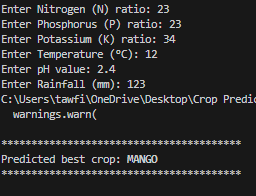 Enter Nitrogen (N) ratio: 23
Enter Phosphorus (P) ratio: 23
Enter Potassium (K) ratio: 34
Enter Temperature (°C): 12
Enter pH value: 2.4
Enter Rainfall (mm): 123
C:\Users\tawfi\OneDrive\Desktop\Crop Predic
warnings.warn(
*****************************************
Predicted best crop: MANGO
*****************************************